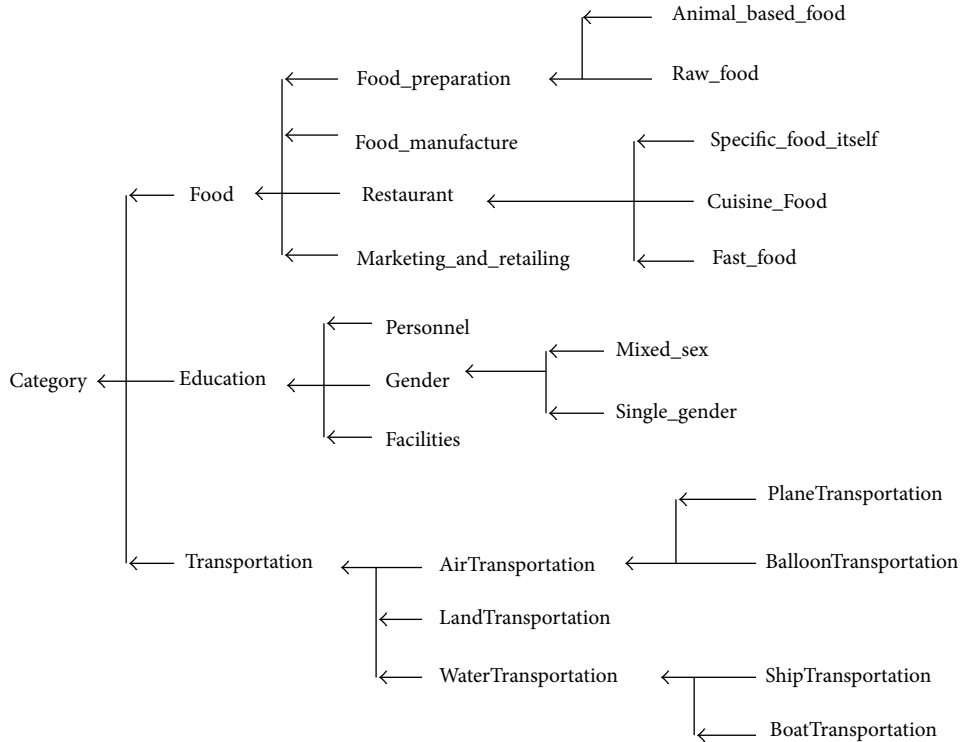 Animal_based_food
Food_preparation
Raw_food
Food_manufacture
Specific_food_itself
Food
Restaurant
Cuisine_Food
Marketing_and_retailing
Fast_food
Personnel
Mixed_sex
Category
Education
Gender
Single_gender
Facilities
PlaneTransportation
Transportation
AirTransportation
BalloonTransportation
LandTransportation
WaterTransportation
ShipTransportation
BoatTransportation